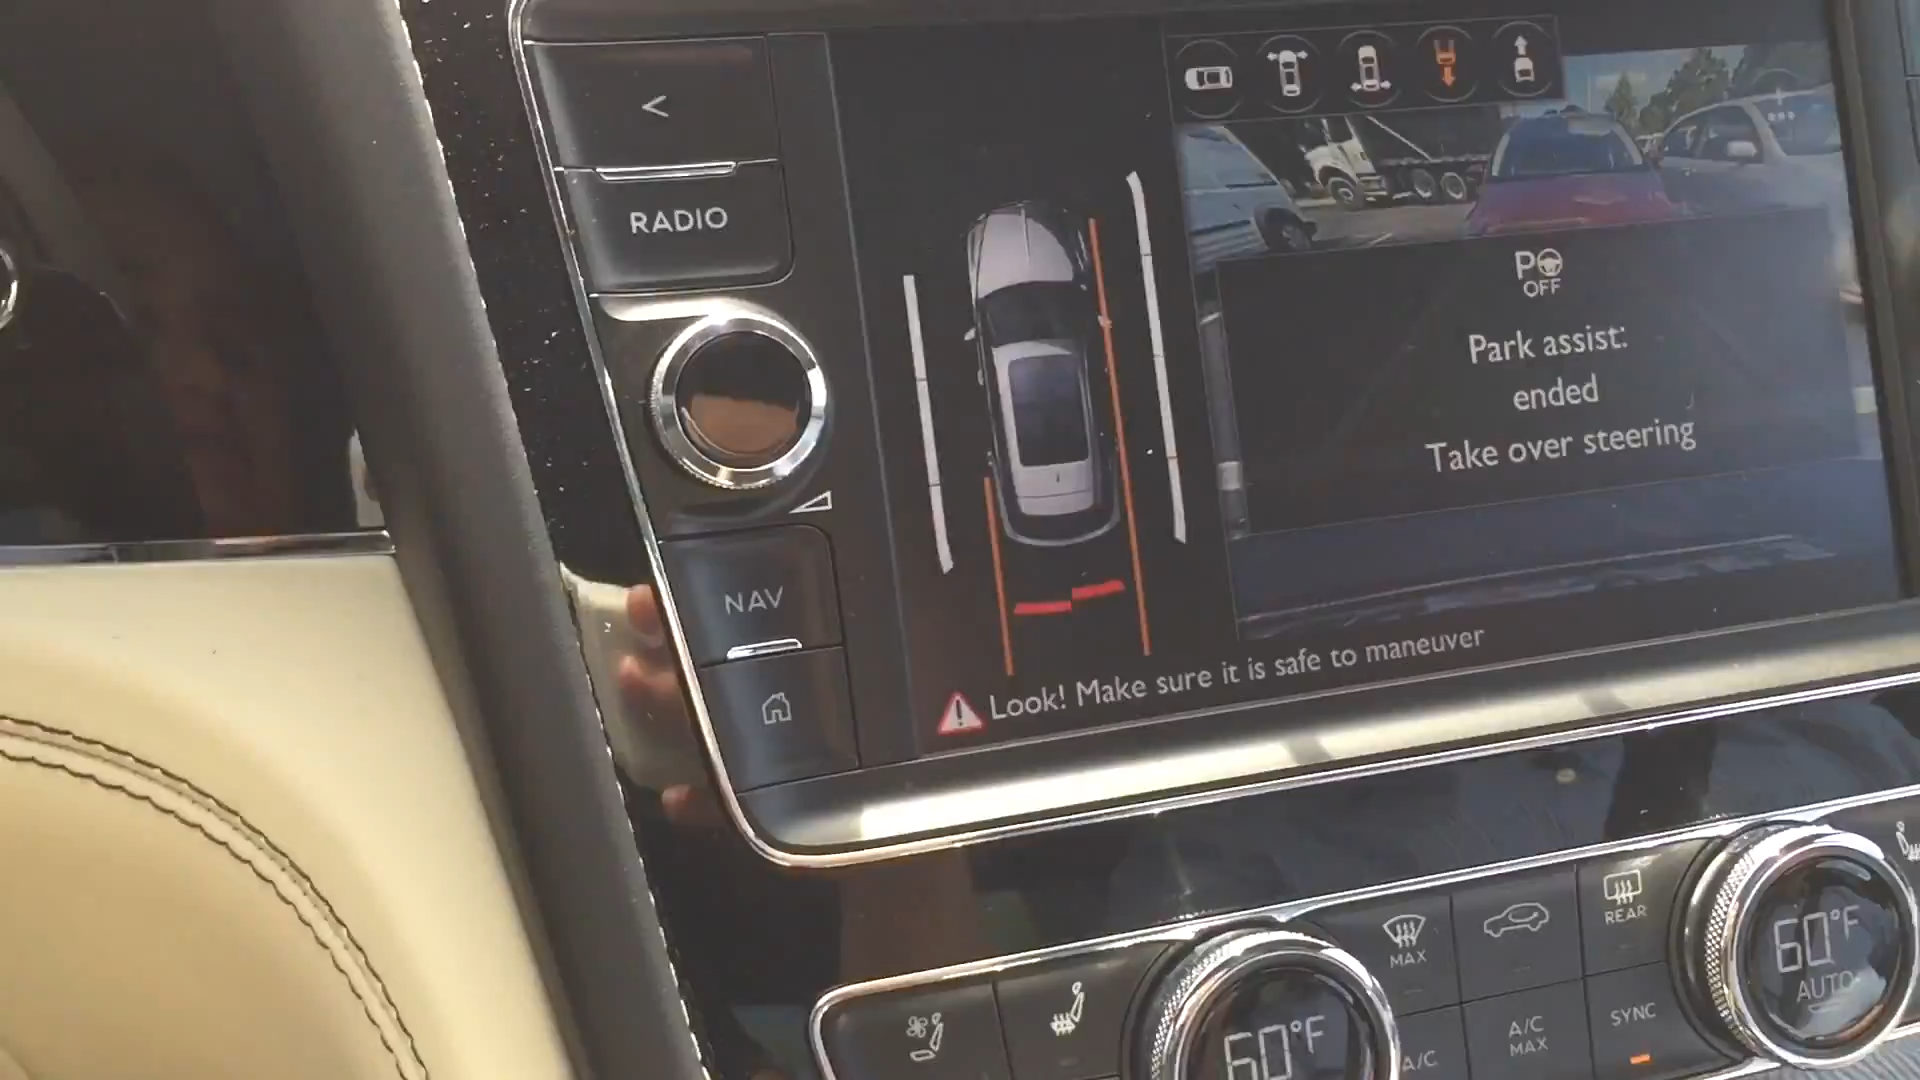 <
RADIO
NAV
P
OFF
Park assist:
ended
Take over steering
Look! Make sure it is safe to maneuver
MAX
REAR
60°F
AUTO
60°F
A/C
A/C
MAX
SYNC